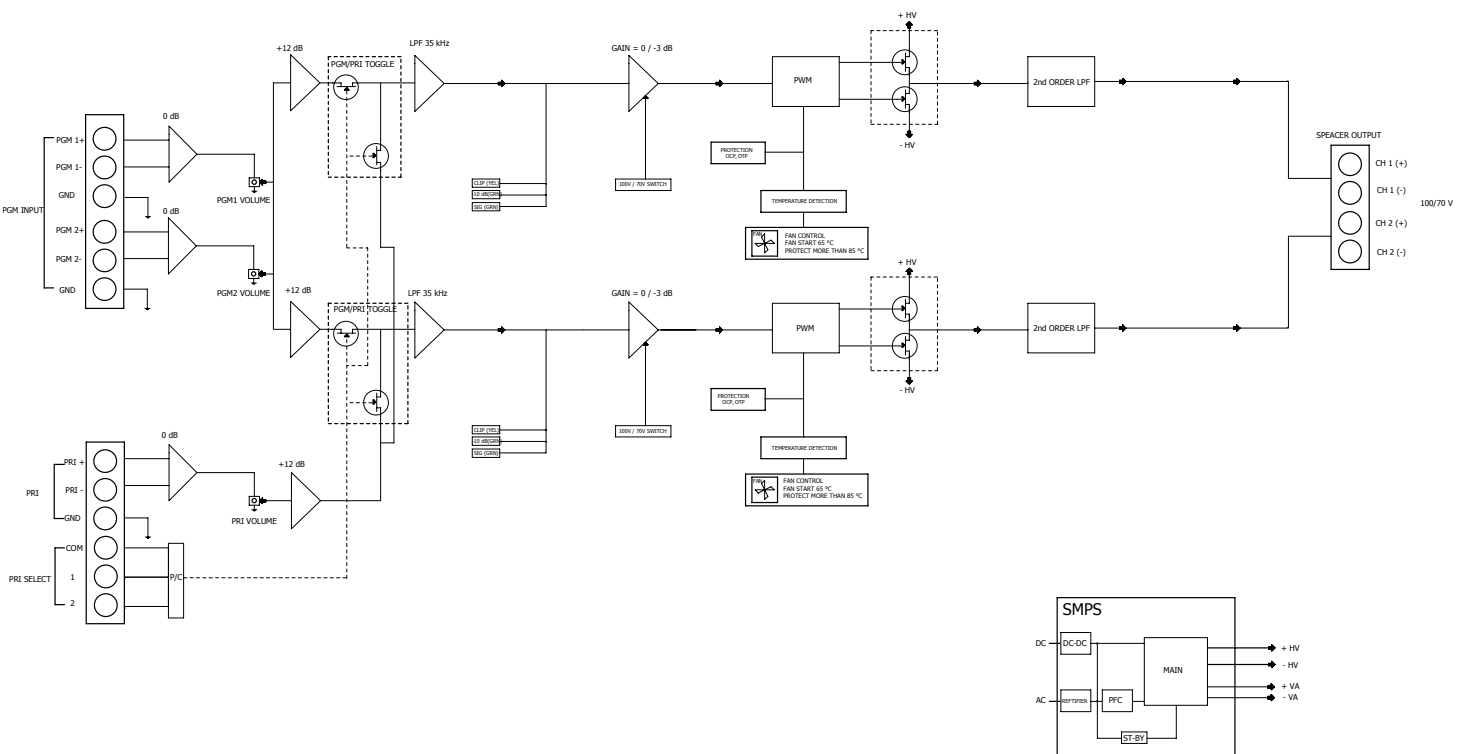 + HV
+12 dB
LPF 35 kHz
GAIN = 0 / -3 dB
PGM/PRI TOGGLE
PWM
2nd ORDER LPF
- HV
0 dB
PGM 1+
PGM 1-
GND
PGM INPUT
PGM 2+
PGM 2-
GND
PGM1 VOLUME
0 dB
PGM2 VOLUME
PROTECTION
OCP, OTP
CLIP (YEL)
-10 dB(GRN)
SIG (GRN)
100V / 70V SWITCH
TEMPERATURE DETECTION
FAN
FAN CONTROL
FAN START 65 °C
PROTECT MORE THAN 85 °C
SPEACER OUTPUT
CH 1 (+)
CH 1 (-)
CH 2 (+)
CH 2 (-)
100/70 V
+ HV
+12 dB
LPF 35 kHz
GAIN = 0 / -3 dB
PGM/PRI TOGGLE
PWM
2nd ORDER LPF
- HV
PROTECTION
OCP, OTP
CLIP (YEL)
-10 dB(GRN)
SIG (GRN)
100V / 70V SWITCH
TEMPERATURE DETECTION
FAN
FAN CONTROL
FAN START 65 °C
PROTECT MORE THAN 85 °C
0 dB
PRI +
PRI -
GND
PRI
+12 dB
PRI VOLUME
COM
1
2
PRI SELECT
P/C
SMPS
DC
DC-DC
MAIN
AC
REFTIFIER
PFC
ST-BY
+ HV
- HV
+ VA
- VA